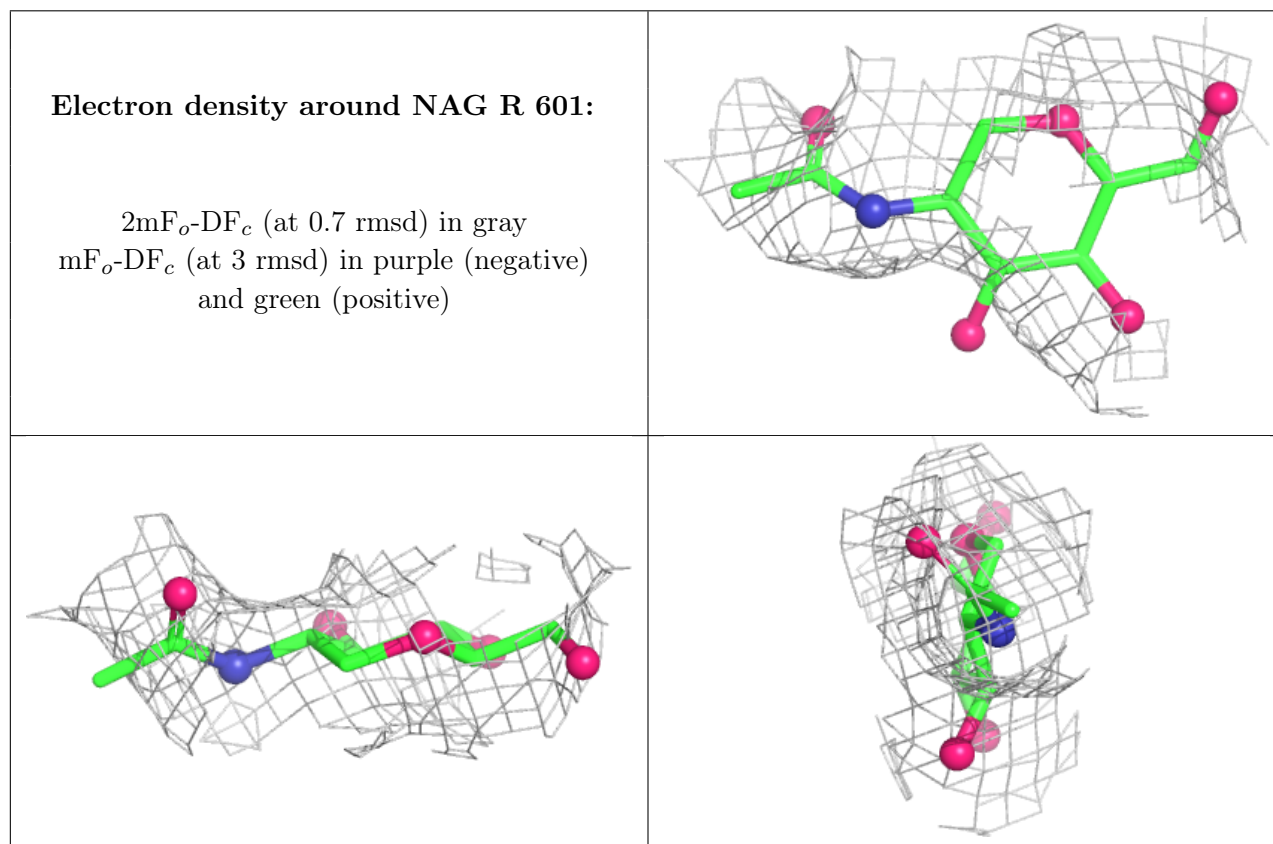 Electron density around NAG R 601:
2mFo-DFc (at 0.7 rmsd) in gray
mFo-DFc (at 3 rmsd) in purple (negative)
and green (positive)